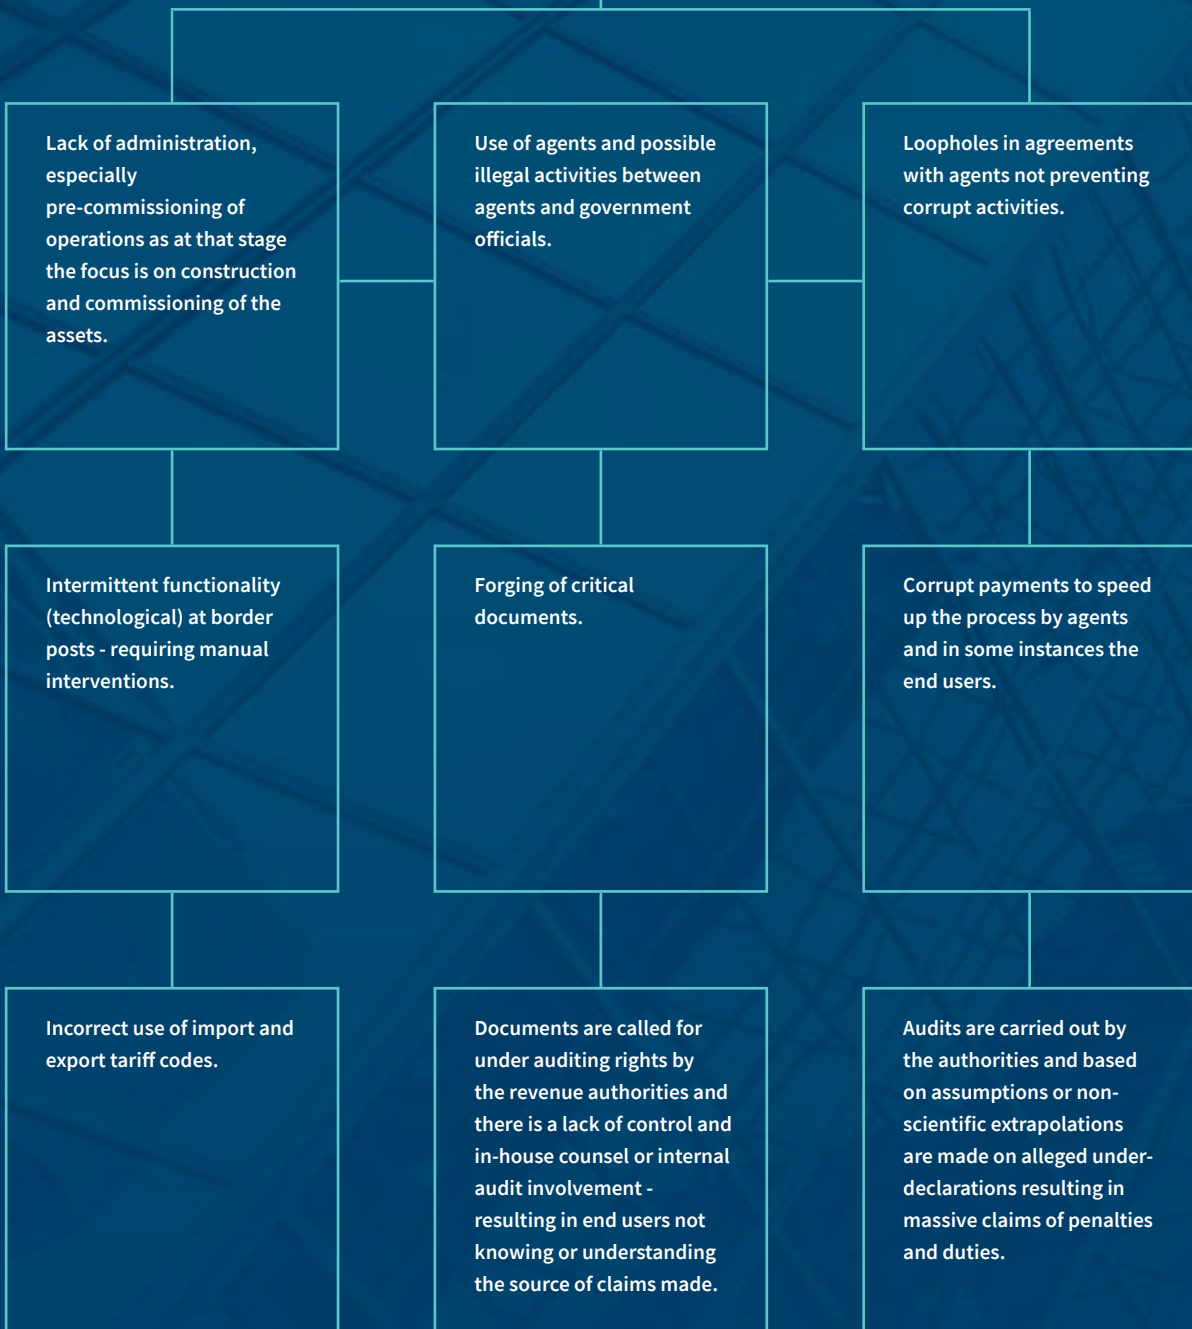 Lack of administration,
especially
pre-commissioning of
operations as at that stage
the focus is on construction
and commissioning of the
assets.
Use of agents and possible
illegal activities between
agents and government
officials.
Loopholes in agreements
with agents not preventing
corrupt activities.
Intermittent functionality
(technological) at border
posts - requiring manual
interventions.
Forging of critical
documents.
Corrupt payments to speed
up the process by agents
and in some instances the
end users.
Incorrect use of import and
export tariff codes.
Documents are called for
under auditing rights by
the revenue authorities and
there is a lack of control and
in-house counsel or internal
audit involvement -
resulting in end users not
knowing or understanding
the source of claims made.
Audits are carried out by
the authorities and based
on assumptions or non-
scientific extrapolations
are made on alleged under-
declarations resulting in
massive claims of penalties
and duties.